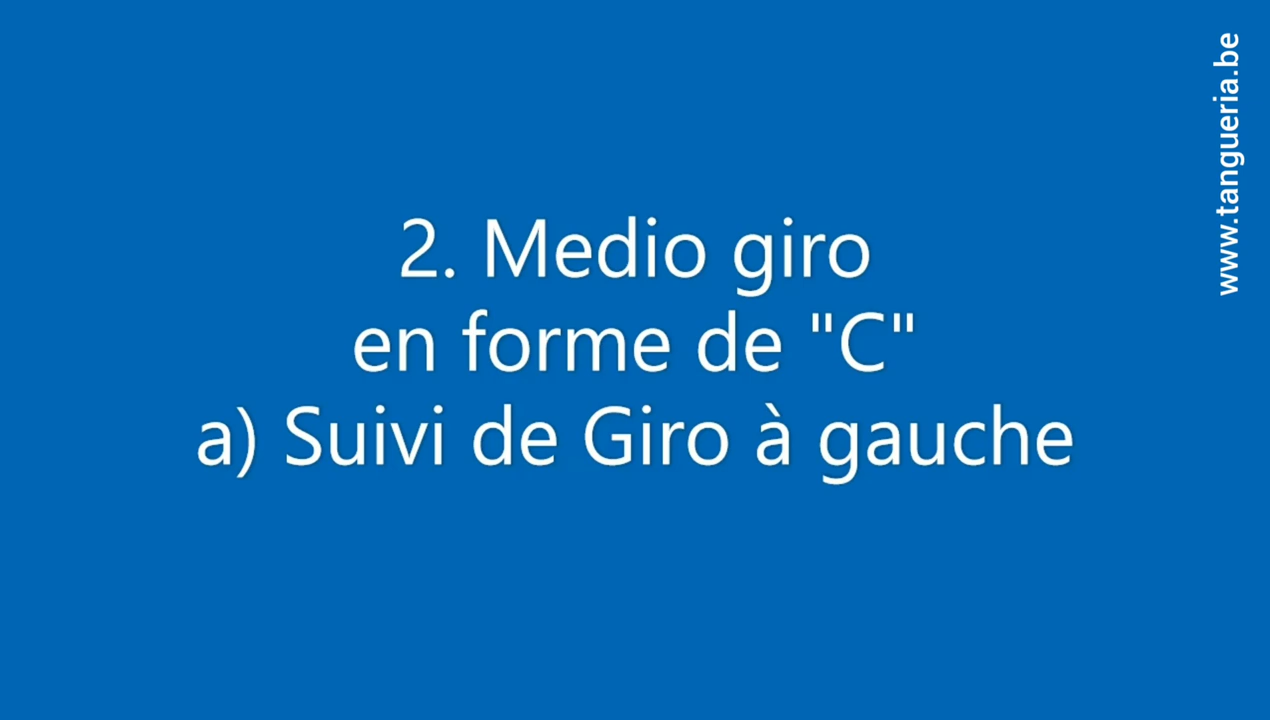 2. Medio giro
en forme de "C"
a) Suivi de Giro à gauche
www.tangueria.be